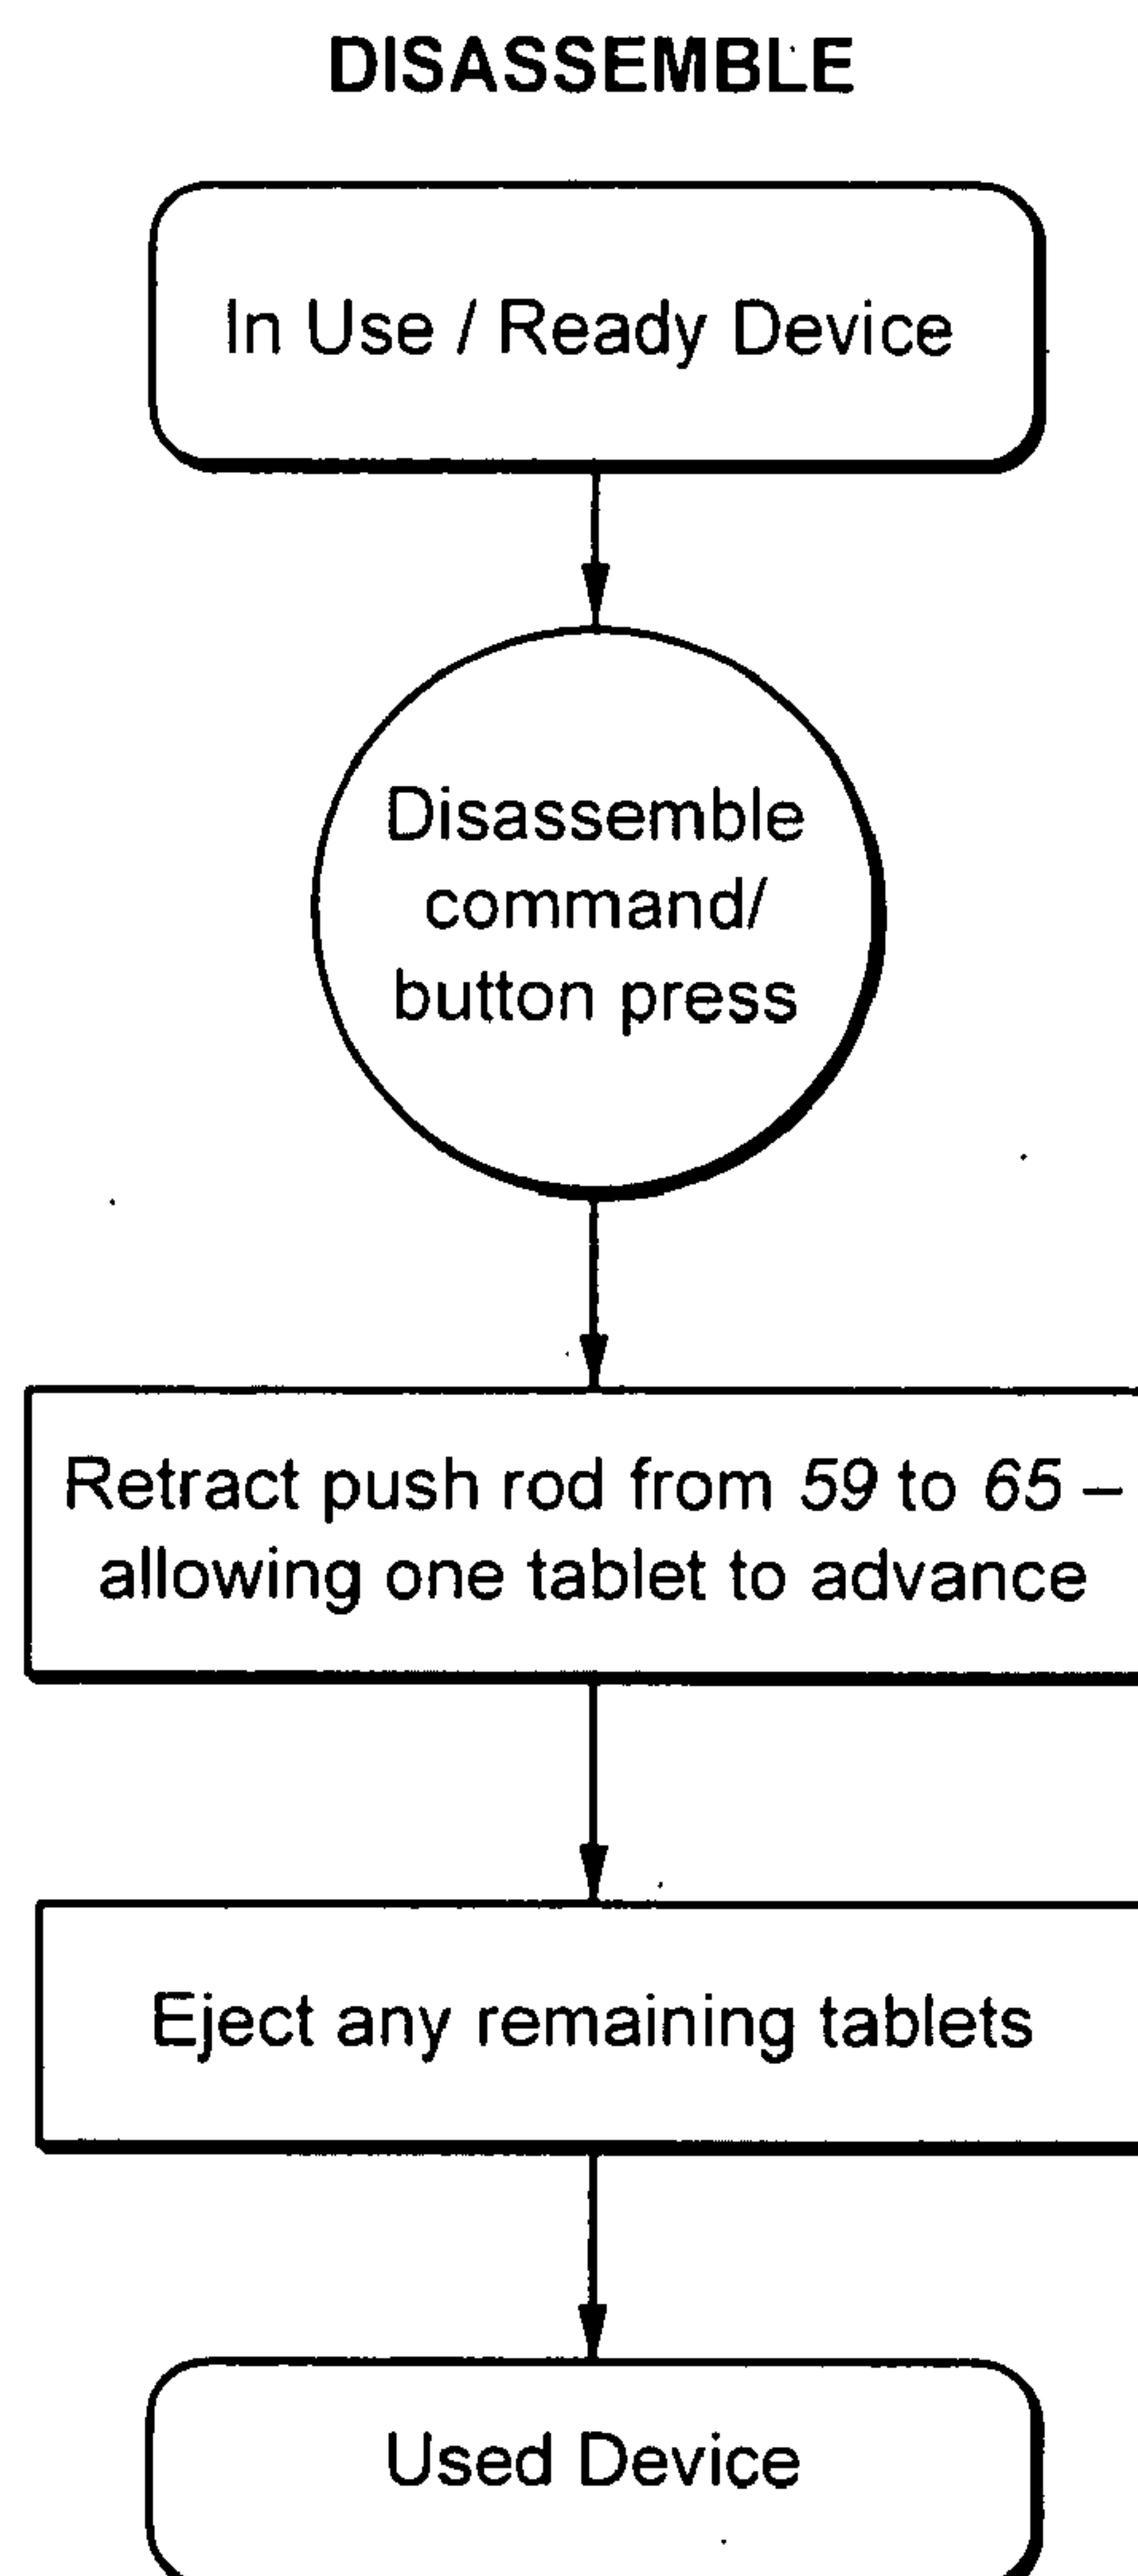 DISASSEMBLE
In Use / Ready Device
Disassemble
command/
button press
Retract push rod from 59 to 65 –
allowing one tablet to advance
Eject any remaining tablets
Used Device